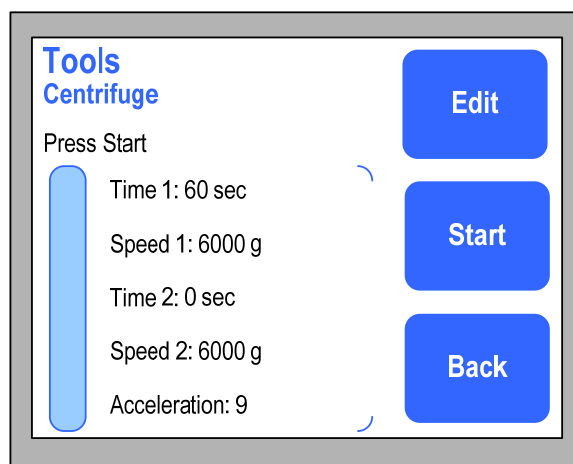 Tools
Centrifuge
Press Start
Time 1: 60 sec
Speed 1: 6000 g
Time 2: 0 sec
Speed 2: 6000 g
Acceleration: 9
Edit
Start
Back